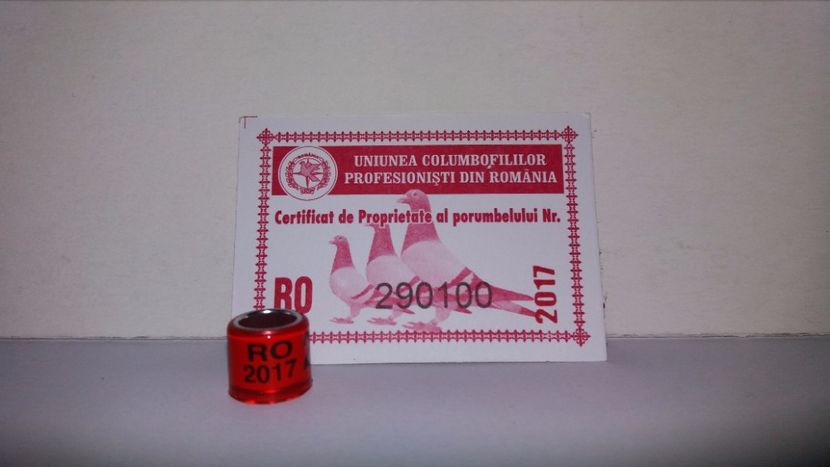 UNIUNEA COLUMBOFILILOR
PROFESIONIȘTI DIN ROMÂNIA
Certificat de Proprietate al porumbelului Nr.
RO
290100
2017
RO
2017